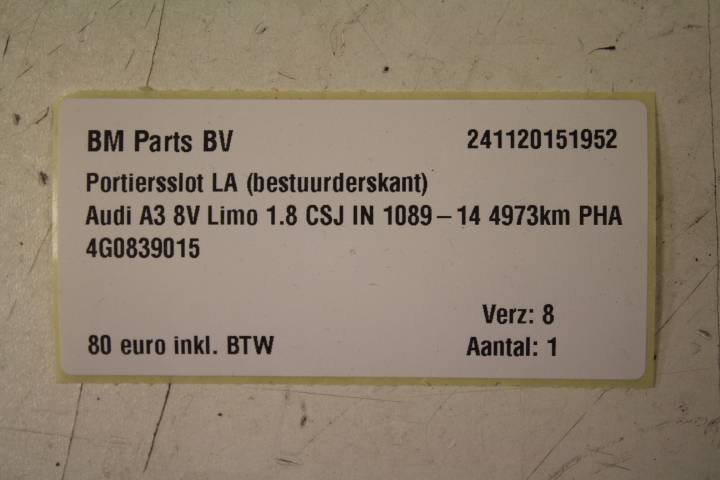 BM Parts BV 241120151952
Portiersslot LA (bestuurderskant)
Audi A3 8V Limo 1.8 CSJ IN 1089-14 4973km PHA
4G0839015
Verz: 8
80 euro inkl. BTW Aantal: 1